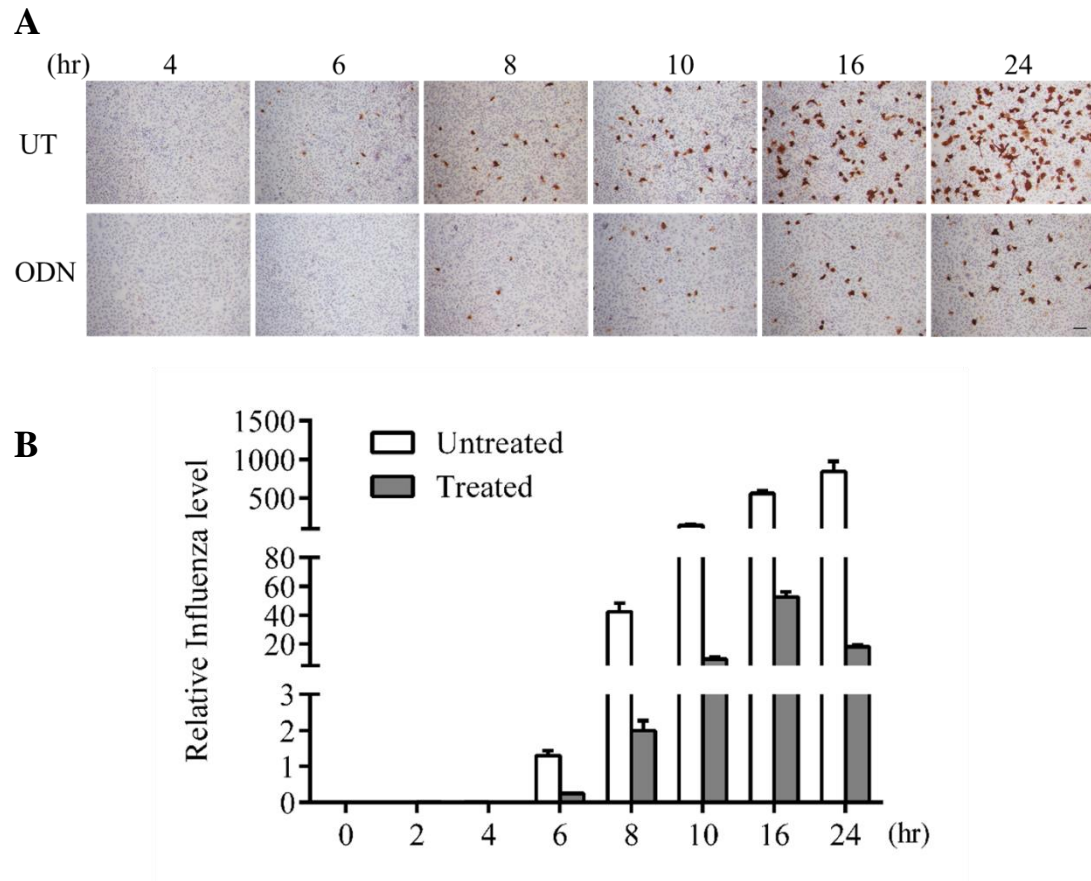 A
(hr) 4 6 8 10 16 24
UT
ODN
B
Relative Influenza level
1500
1000
500
80
60
40
20
3
2
1
0
Untreated
Treated
0 2 4 6 8 10 16 24 (hr)